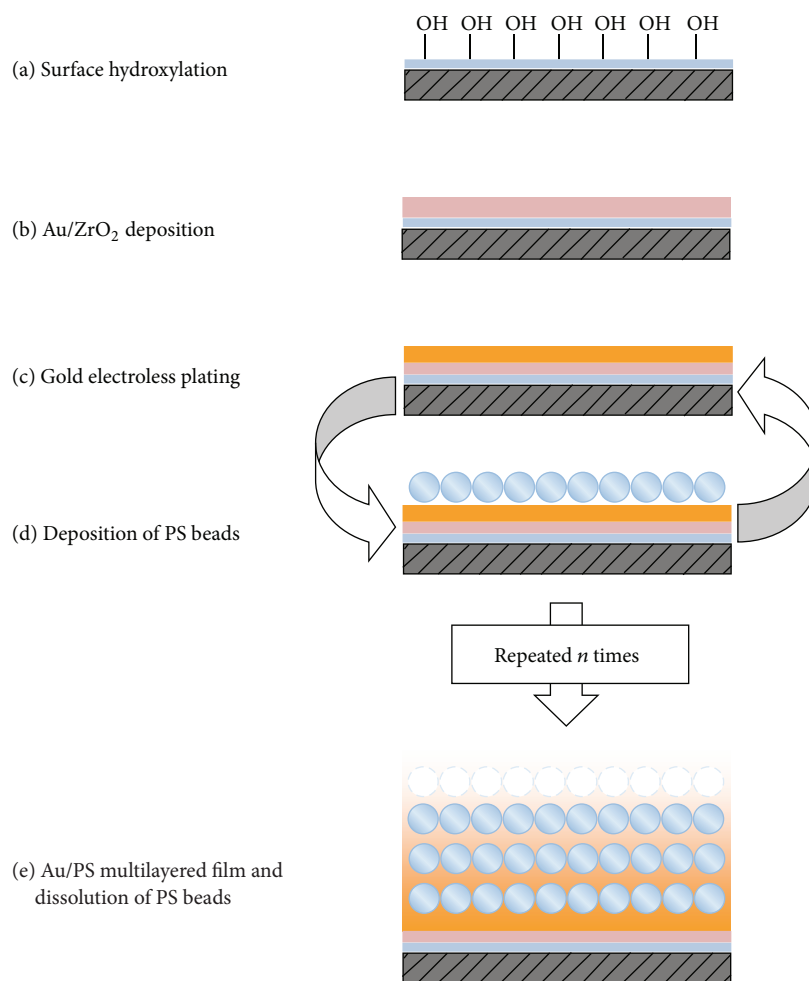 OH OH OH OH OH OH OH
(a) Surface hydroxylation
(b) Au/ZrO₂ deposition
(c) Gold electroless plating
(d) Deposition of PS beads
Repeated n times
(e) Au/PS multilayered film and
dissolution of PS beads